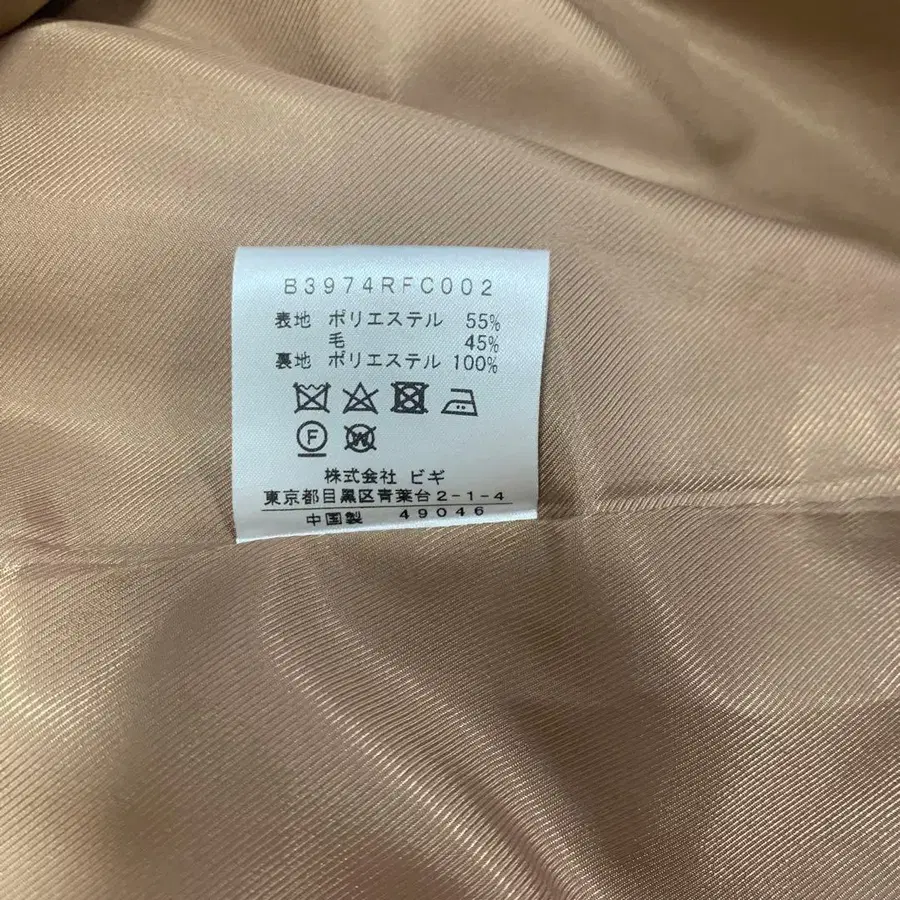 B3974RFC002
表地 ポリエステル 55%
毛 45%
裏地 ポリエステル 100%
F W
株式会社 ビギ
東京都目黒区青葉台2-1-4
中国製 49046